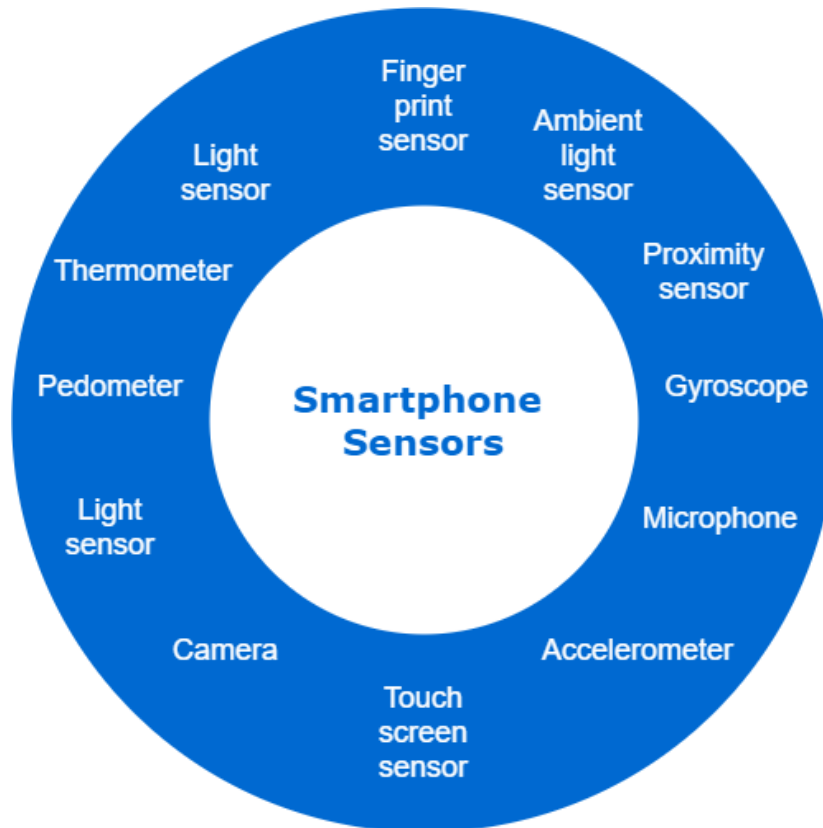 Finger
print
sensor
Ambient
light
sensor
Proximity
sensor
Gyroscope
Microphone
Accelerometer
Touch
screen
sensor
Camera
Light
sensor
Pedometer
Thermometer
Light
sensor
Smartphone
Sensors